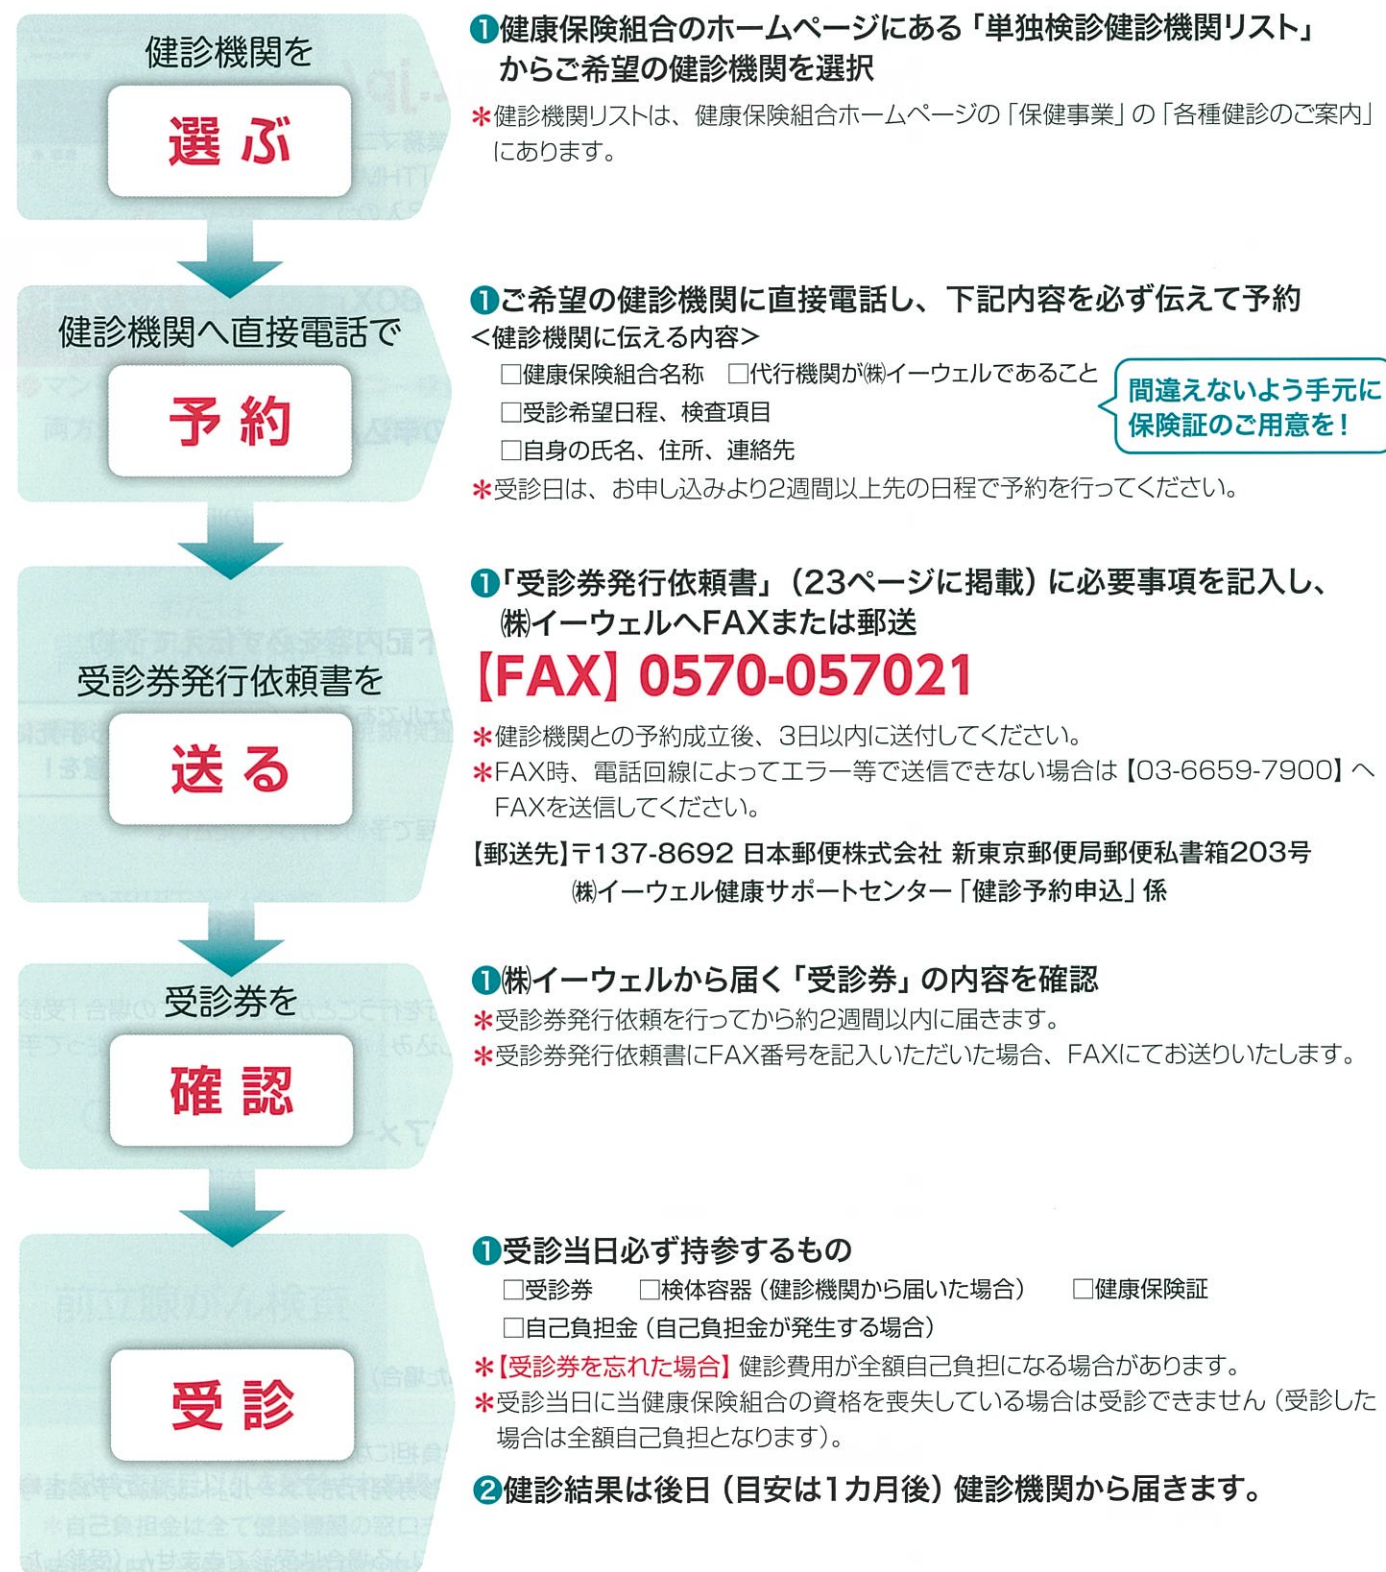 健診機関を
選ぶ
❶健康保険組合のホームページにある「単独検診健診機関リスト」
からご希望の健診機関を選択
＊健診機関リストは、健康保険組合ホームページの「保健事業」の「各種健診のご案内」
にあります。
健診機関へ直接電話で
予約
❶ご希望の健診機関に直接電話し、下記内容を必ず伝えて予約
＜健診機関に伝える内容＞
□健康保険組合名称 □代行機関が㈱イーウェルであること
□受診希望日程、検査項目
□自身の氏名、住所、連絡先
間違えないよう手元に
保険証のご用意を！
＊受診日は、お申し込みより2週間以上先の日程で予約を行ってください。
受診券発行依頼書を
送る
❶「受診券発行依頼書」（23ページに掲載）に必要事項を記入し、
㈱イーウェルへFAXまたは郵送
【FAX】0570-057021
＊健診機関との予約成立後、3日以内に送付してください。
＊FAX時、電話回線によってエラー等で送信できない場合は【03-6659-7900】へ
FAXを送信してください。
【郵送先】〒137-8692 日本郵便株式会社 新東京郵便局郵便私書箱203号
㈱イーウェル健康サポートセンター「健診予約申込」係
受診券を
確認
❶㈱イーウェルから届く「受診券」の内容を確認
＊受診券発行依頼を行ってから約2週間以内に届きます。
＊受診券発行依頼書にFAX番号を記入いただいた場合、FAXにてお送りいたします。
受診
❶受診当日必ず持参するもの
□受診券 □検体容器（健診機関から届いた場合） □健康保険証
□自己負担金（自己負担金が発生する場合）
＊【受診券を忘れた場合】健診費用が全額自己負担になる場合があります。
＊受診当日に当健康保険組合の資格を喪失している場合は受診できません（受診した
場合は全額自己負担となります）。
❷健診結果は後日（目安は1カ月後）健診機関から届きます。